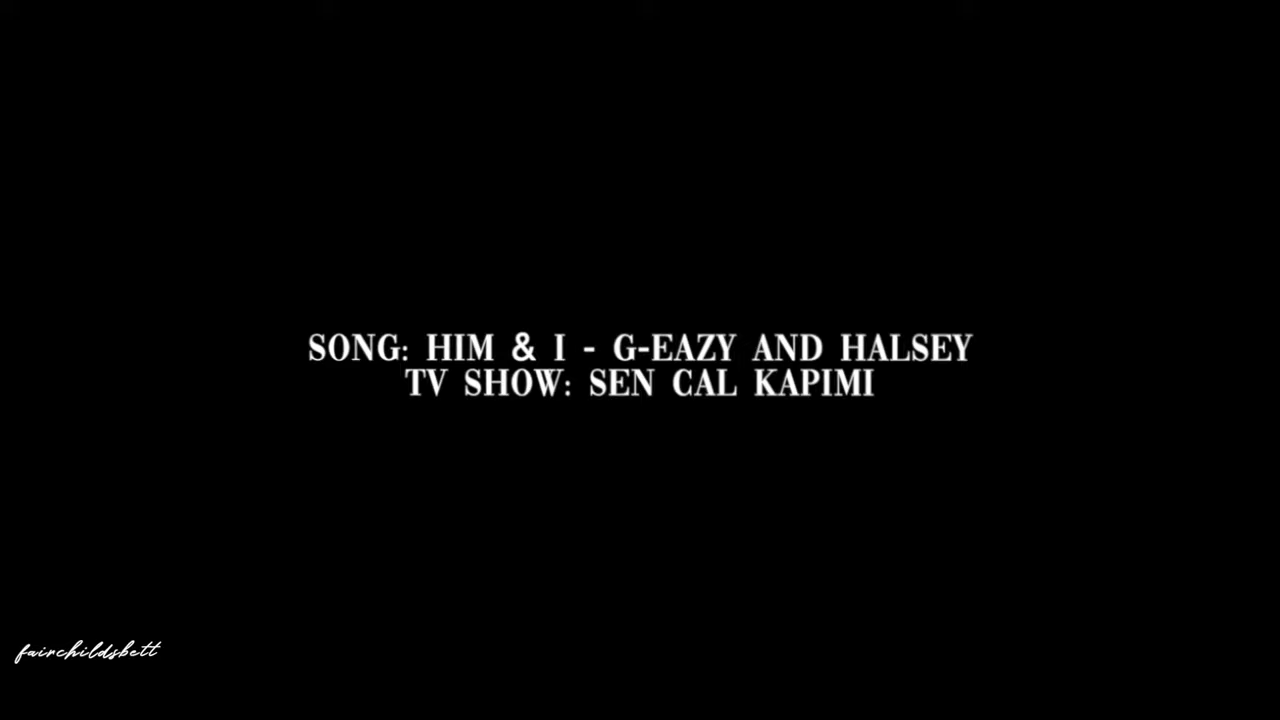 SONG: HIM & I - G-EAZY AND HALSEY
TV SHOW: SEN CAL KAPIMI
fairchildsbett